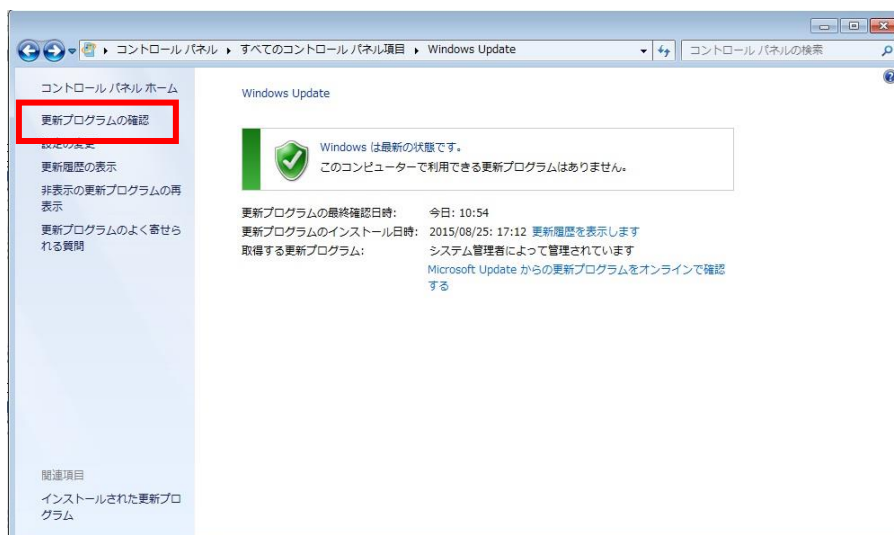 コントロール パネル ▸ すべてのコントロール パネル項目 ▸ Windows Update
コントロール パネルの検索
コントロール パネル ホーム
更新プログラムの確認
設定の変更
更新履歴の表示
非表示の更新プログラムの再
表示
更新プログラムのよく寄せら
れる質問
Windows Update
Windows は最新の状態です。
このコンピューターで利用できる更新プログラムはありません。
更新プログラムの最終確認日時: 今日: 10:54
更新プログラムのインストール日時: 2015/08/25: 17:12 更新履歴を表示します
取得する更新プログラム: システム管理者によって管理されています
Microsoft Update からの更新プログラムをオンラインで確認
する
関連項目
インストールされた更新プロ
グラム